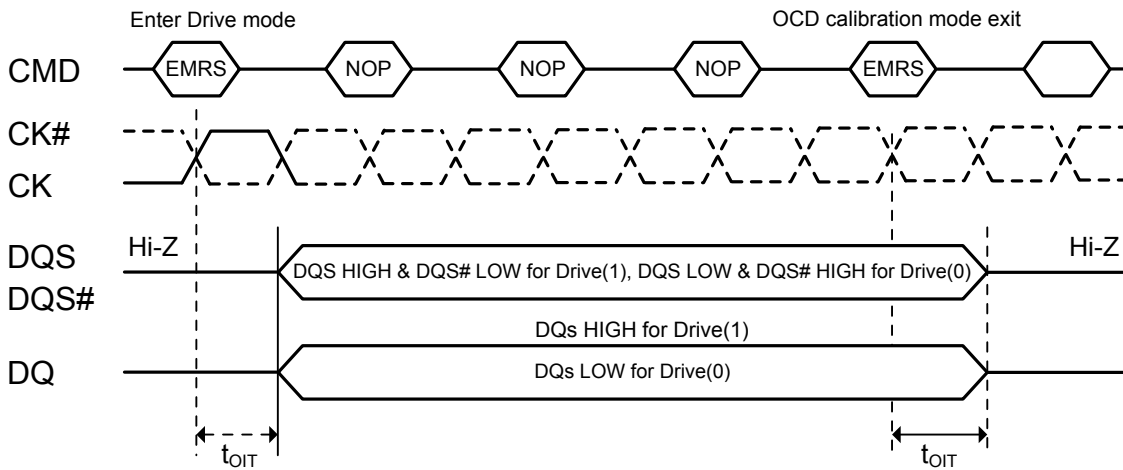 Enter Drive mode
OCD calibration mode exit
CMD
EMRS
NOP
NOP
NOP
EMRS
CK#
CK
Hi-Z
Hi-Z
DQS
DQS HIGH & DQS# LOW for Drive(1), DQS LOW & DQS# HIGH for Drive(0)
DQS#
DQs HIGH for Drive(1)
DQ
DQs LOW for Drive(0)
tOIT
tOIT